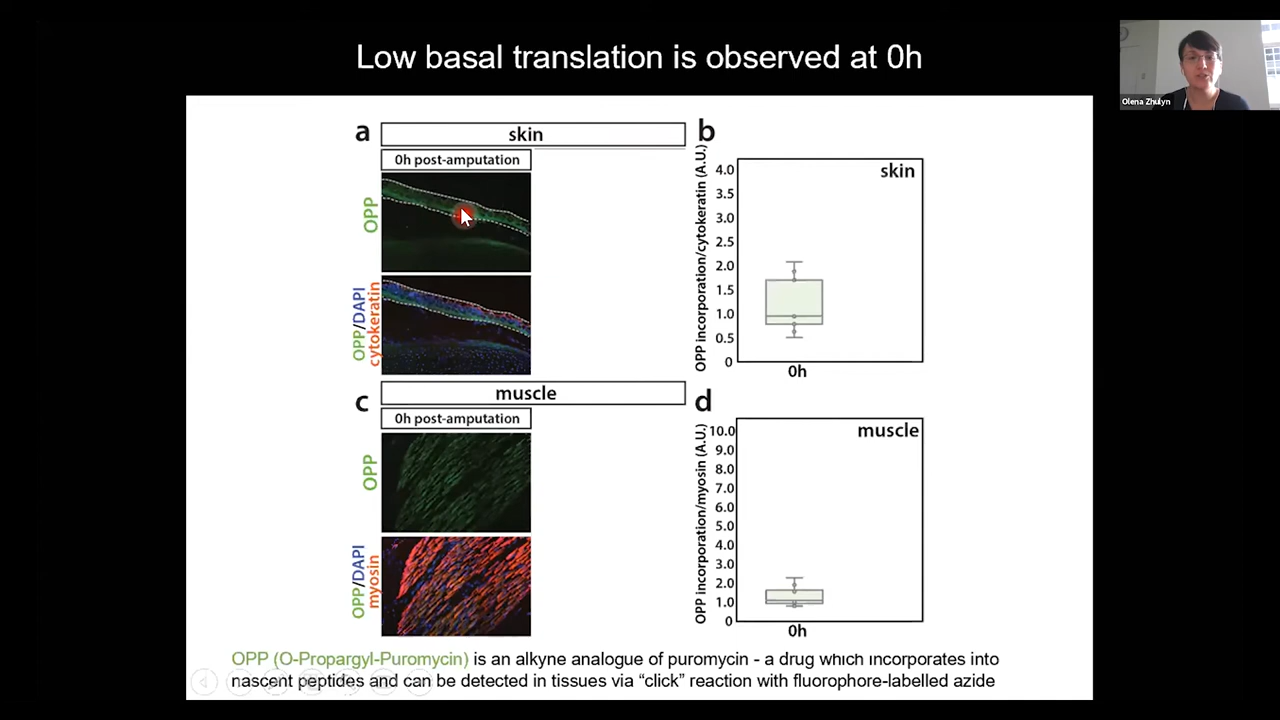 Low basal translation is observed at 0h
Olena Zhulyn
a
skin
0h post-amputation
OPP
OPP/DAPI
cytokeratin
b
skin
OPP incorporation/cytokeratin (A.U.)
4.0
3.5
3.0
2.5
2.0
1.5
1.0
0.5
0
0h
c
muscle
0h post-amputation
OPP
OPP/DAPI
myosin
d
muscle
OPP incorporation/myosin (A.U.)
10.0
9.0
8.0
7.0
6.0
5.0
4.0
3.0
2.0
1.0
0
0h
OPP (O-Propargyl-Puromycin) is an alkyne analogue of puromycin - a drug which incorporates into
nascent peptides and can be detected in tissues via “click” reaction with fluorophore-labelled azide